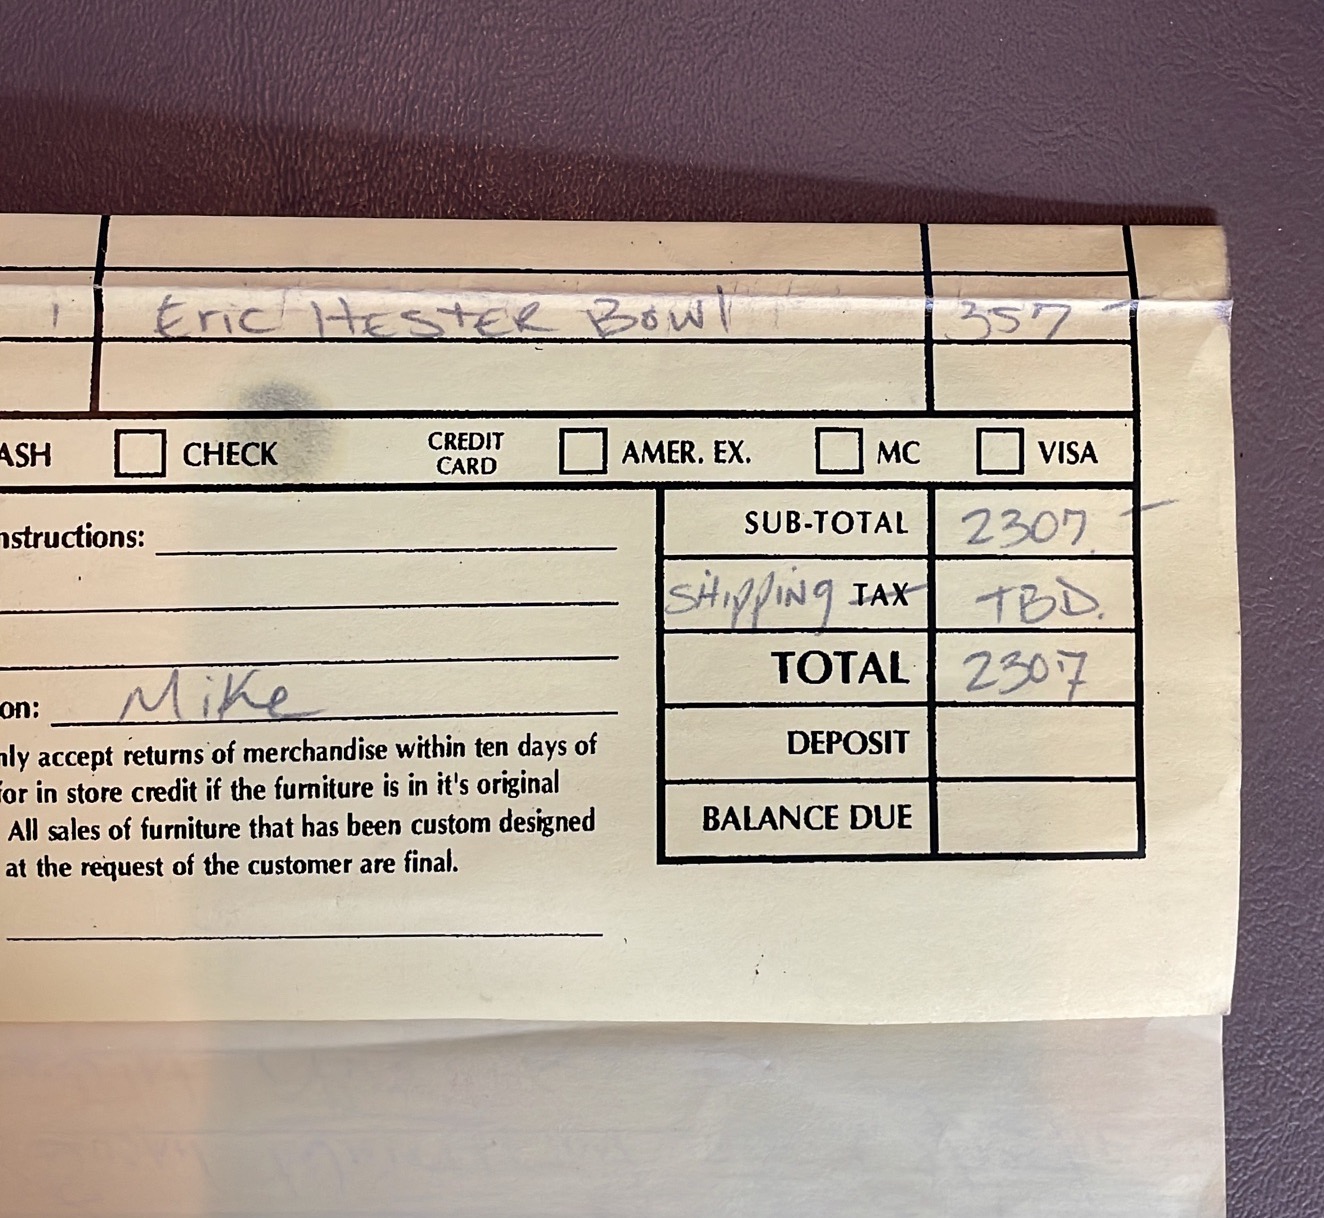 1 Eric HESTER Bowl 357 —
ASH CHECK CREDIT CARD AMER. EX. MC VISA
nstructions:
SUB-TOTAL 2307. —
SHIPPING TAX TBD.
TOTAL 2307
on: Mike
DEPOSIT
BALANCE DUE
nly accept returns of merchandise within ten days of
for in store credit if the furniture is in it's original
All sales of furniture that has been custom designed
at the request of the customer are final.